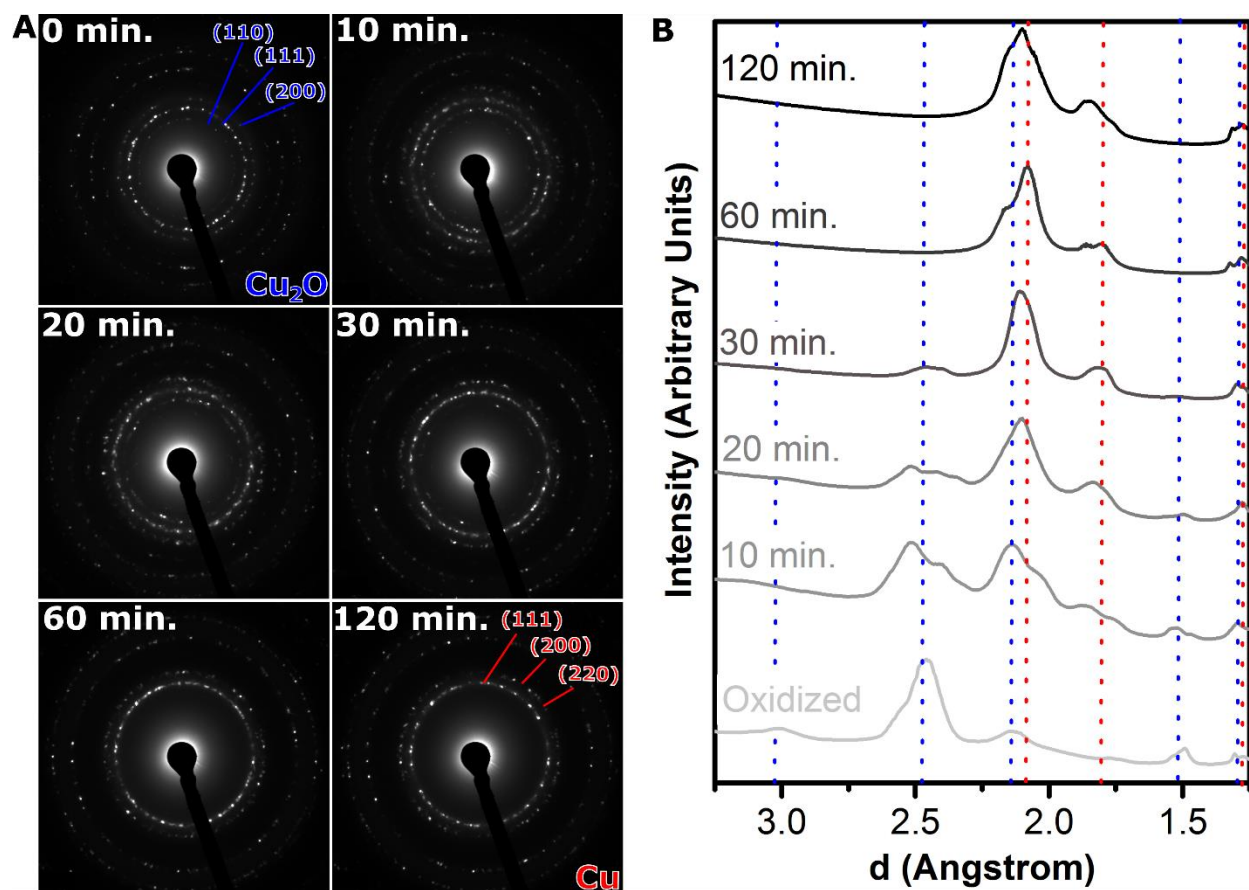 A
0 min.
(110)
(111)
(200)
Cu₂O
10 min.
20 min.
30 min.
60 min.
120 min.
(111)
(200)
(220)
Cu
B
120 min.
60 min.
30 min.
20 min.
10 min.
Oxidized
Intensity (Arbitrary Units)
3.0 2.5 2.0 1.5
d (Angstrom)